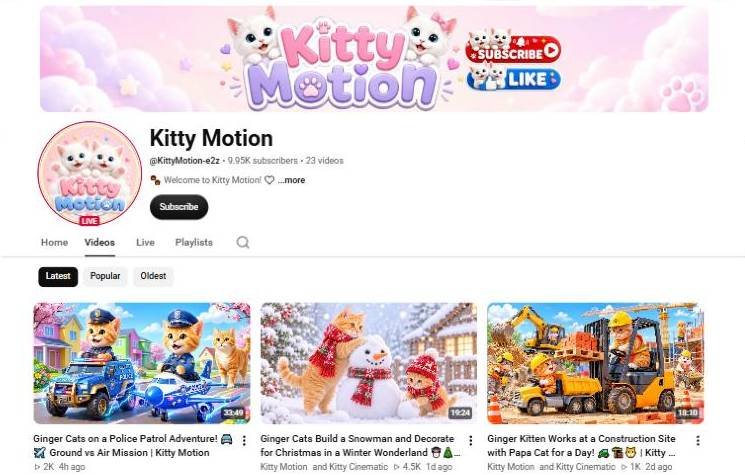 Kitty
Motion
SUBSCRIBE
LIKE
Kitty
Motion
LIVE
Kitty Motion
@KittyMotion-e2z • 9.95K subscribers • 23 videos
🐾 Welcome to Kitty Motion! 🤍 ...more
Subscribe
Home Videos Live Playlists
Latest Popular Oldest
POLICE
33:49
19:24
18:10
Ginger Cats on a Police Patrol Adventure! 🚔
✈️ Ground vs Air Mission | Kitty Motion
2K 4h ago
Ginger Cats Build a Snowman and Decorate
for Christmas in a Winter Wonderland ⛄🎄...
Kitty Motion and Kitty Cinematic 4.5K 1d ago
Ginger Kitten Works at a Construction Site
with Papa Cat for a Day! 🚜🏗️🐱 | Kitty ...
Kitty Motion and Kitty Cinematic 1K 2d ago